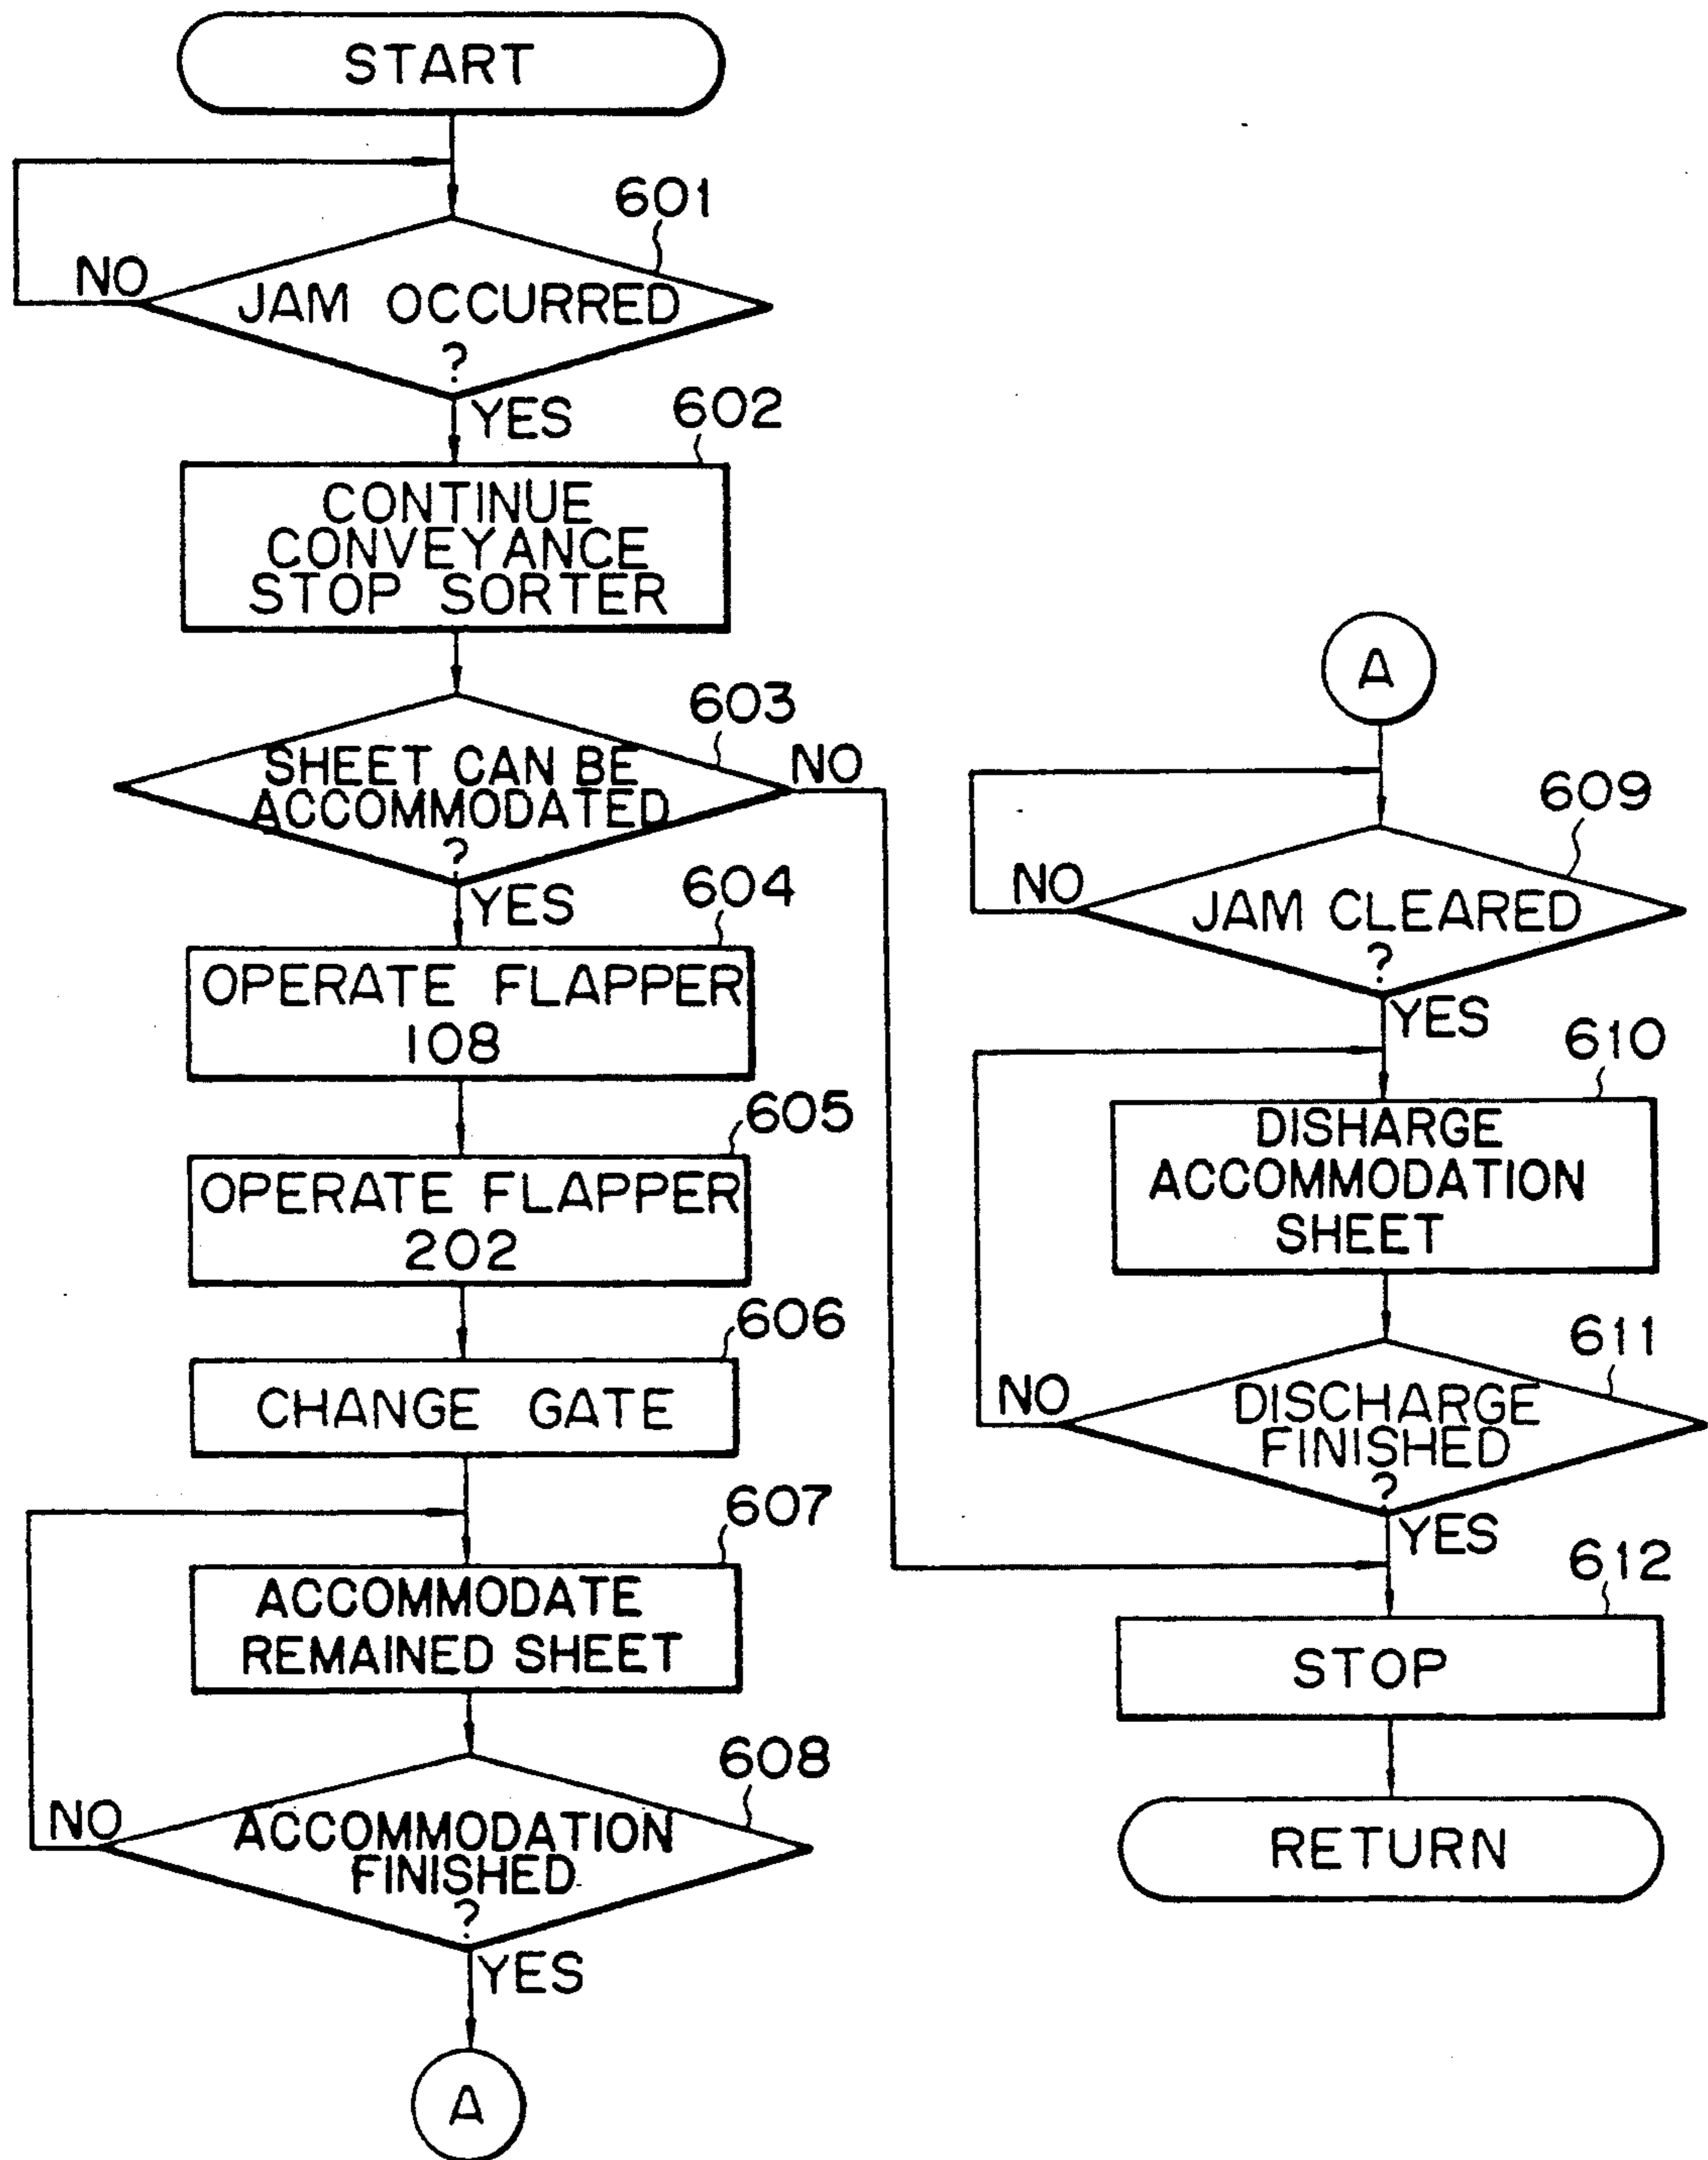 START
601
NO
JAM OCCURRED
?
YES
602
CONTINUE
CONVEYANCE
STOP SORTER
603
SHEET CAN BE
ACCOMMODATED
?
NO
YES
604
OPERATE FLAPPER
108
605
OPERATE FLAPPER
202
606
CHANGE GATE
607
ACCOMMODATE
REMAINED SHEET
608
NO
ACCOMMODATION
FINISHED
?
YES
A
A
609
NO
JAM CLEARED
?
YES
610
DISHARGE
ACCOMMODATION
SHEET
611
NO
DISCHARGE
FINISHED
?
YES
612
STOP
RETURN